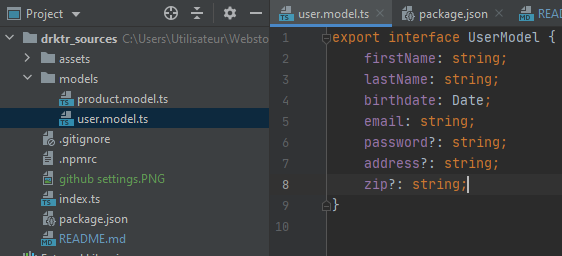 Project
drktr_sources C:\Users\Utilisateur\Websto
assets
models
product.model.ts
user.model.ts
.gitignore
.npmrc
github settings.PNG
index.ts
package.json
README.md
user.model.ts
package.json
READ
1 export interface UserModel {
2 firstName: string;
3 lastName: string;
4 birthdate: Date;
5 email: string;
6 password?: string;
7 address?: string;
8 zip?: string;
9 }
10